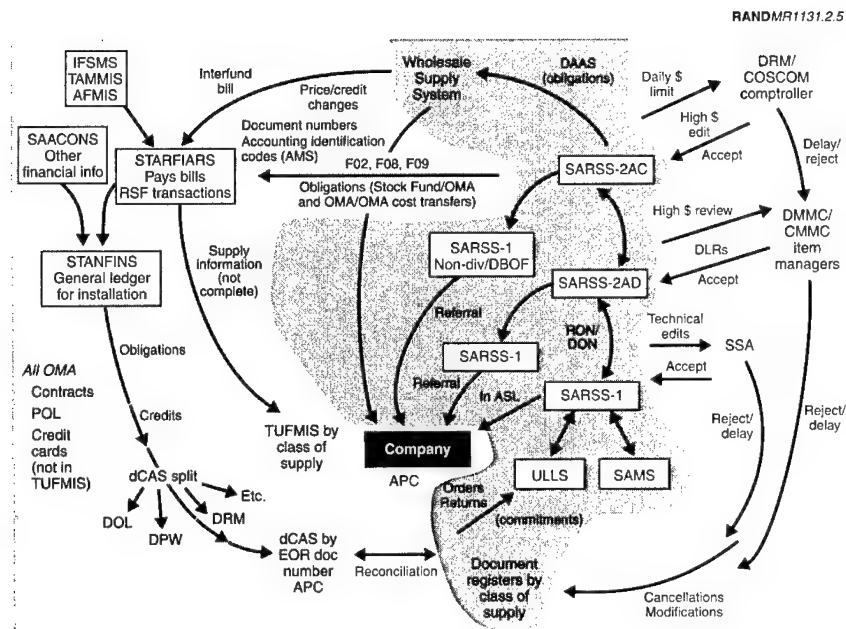 RANDMR1131.2.5
IFSMS
TAMMIS
AFMIS
SAACONS
Other
financial info
STARFIARS
Pays bills
RSF transactions
STANFINS
General ledger
for installation
Interfund
bill
Price/credit
changes
Document numbers
Accounting identification
codes (AMS)
F02, F08, F09
Obligations (Stock Fund/OMA
and OMA/OMA cost transfers)
Wholesale
Supply
System
DAAS
(obligations)
Daily $
limit
High $
edit
Accept
DRM/
COSCOM
comptroller
Delay/
reject
SARSS-2AC
High $ review
DLRs
Accept
DMMC/
CMMC
item
managers
SARSS-1
Non-div/DBOF
SARSS-2AD
Supply
information
(not
complete)
Referral
RON/
DON
Technical
edits
SSA
Accept
SARSS-1
Referral
In ASL
SARSS-1
Reject/
delay
Reject/
delay
Obligations
All OMA
Contracts
POL
Credit
cards
(not in
TUFMIS)
Credits
TUFMIS by
class of
supply
Company
APC
ULLS
SAMS
dCAS split
Etc.
DOL
DPW
DRM
Orders
Returns
(commitments)
dCAS by
EOR doc
number
APC
Reconciliation
Document
registers by
class of
supply
Cancellations
Modifications